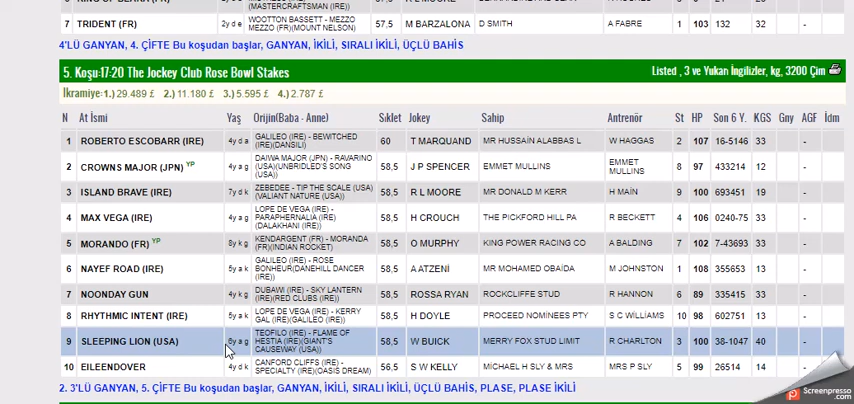 MASTERCRAFTSMAN (IRE)
7 TRIDENT (FR) 2y d e WOOTTON BASSETT - MEZZO MEZZO (FR)(MOUNT NELSON) 57,5 M BARZALONA D SMITH A FABRE 1 103 132 32 -
4'LÜ GANYAN, 4. ÇİFTE Bu koşudan başlar, GANYAN, İKİLİ, SIRALI İKİLİ, ÜÇLÜ BAHİS
5. Koşu:17:20 The Jockey Club Rose Bowl Stakes Listed , 3 ve Yukarı İngilizler, kg, 3200 Çim
İkramiye:1.) 29.489 £ 2.) 11.180 £ 3.) 5.595 £ 4.) 2.787 £
N At İsmi Yaş Orijin(Baba - Anne) Sıklet Jokey Sahip Antrenör St HP Son 6 Y. KGS Gny AGF İdm
1 ROBERTO ESCOBARR (IRE) 4y d a GALILEO (IRE) - BEWITCHED (IRE)(DANSILI) 60 T MARQUAND MR HUSSAİN ALABBAS L W HAGGAS 2 107 16-5146 33 -
2 CROWNS MAJOR (JPN) YP 4y a g DAIWA MAJOR (JPN) - RAVARINO (USA)(UNBRIDLED'S SONG (USA)) 58,5 J P SPENCER EMMET MULLINS EMMET MULLINS 8 97 433214 12 -
3 ISLAND BRAVE (IRE) 7y d k ZEBEDEE - TIP THE SCALE (USA)(VALIANT NATURE (USA)) 58,5 R L MOORE MR DONALD M KERR H MAİN 9 100 693451 19 -
4 MAX VEGA (IRE) 4y a g LOPE DE VEGA (IRE) - PARAPHERNALIA (IRE)(DALAKHANI (IRE)) 58,5 H CROUCH THE PICKFORD HILL PA R BECKETT 4 106 0240-75 33 -
5 MORANDO (FR) YP 8y k g KENDARGENT (FR) - MORANDA (FR)(INDIAN ROCKET) 58,5 O MURPHY KING POWER RACING CO A BALDING 7 102 7-43693 33 -
6 NAYEF ROAD (IRE) 5y a k GALILEO (IRE) - ROSE BONHEUR(DANEHILL DANCER (IRE)) 58,5 A ATZENİ MR MOHAMED OBAİDA M JOHNSTON 1 108 355653 13 -
7 NOONDAY GUN 4y k g DUBAWI (IRE) - SKY LANTERN (IRE)(RED CLUBS (IRE)) 58,5 ROSSA RYAN ROCKCLIFFE STUD R HANNON 6 89 335415 33 -
8 RHYTHMIC INTENT (IRE) 5y a k LOPE DE VEGA (IRE) - KERRY GAL (IRE)(GALILEO (IRE)) 58,5 H DOYLE PROCEED NOMİNEES PTY S C WİLLİAMS 10 98 602751 13 -
9 SLEEPING LION (USA) 6y a g TEOFILO (IRE) - FLAME OF HESTIA (IRE)(GIANT'S CAUSEWAY (USA)) 58,5 W BUICK MERRY FOX STUD LIMIT R CHARLTON 3 100 38-1047 40 -
10 EILEENDOVER 4y d k CANFORD CLIFFS (IRE) - SPECIALTY (IRE)(OASIS DREAM) 56,5 S W KELLY MICHAEL H SLY & MRS MRS P SLY 5 99 26514 14 -
2. 3'LÜ GANYAN, 5. ÇİFTE Bu koşudan başlar, GANYAN, İKİLİ, SIRALI İKİLİ, ÜÇLÜ BAHİS, PLASE, PLASE İKİLİ
Screenpresso.com